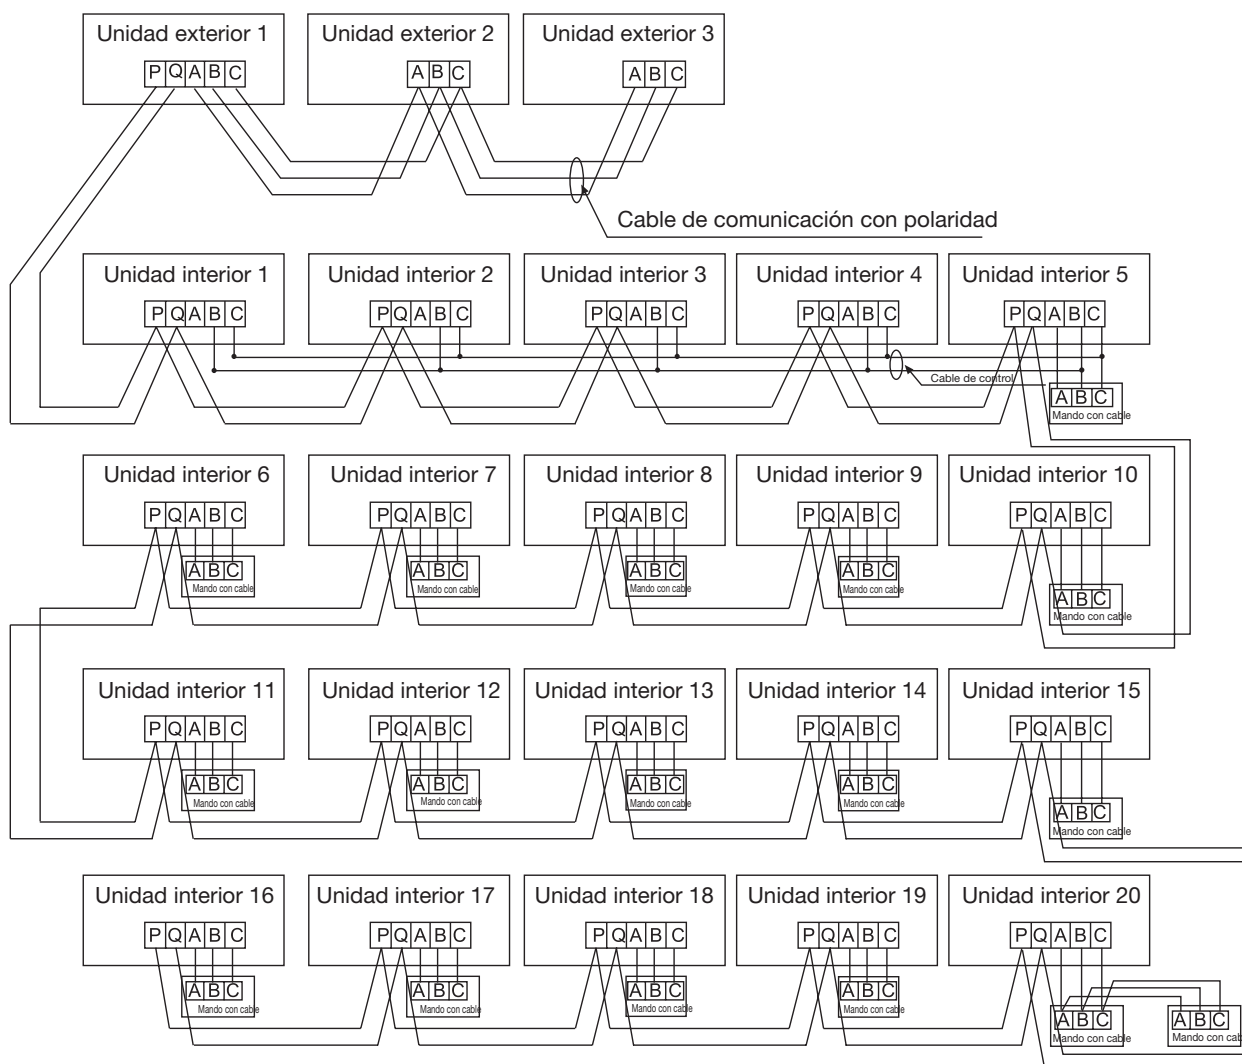 Unidad exterior 1 Unidad exterior 2 Unidad exterior 3
P Q A B C A B C A B C
Cable de comunicación con polaridad
Unidad interior 1 Unidad interior 2 Unidad interior 3 Unidad interior 4 Unidad interior 5
P Q A B C P Q A B C P Q A B C P Q A B C P Q A B C
Cable de control
A B C
Mando con cable
Unidad interior 6 Unidad interior 7 Unidad interior 8 Unidad interior 9 Unidad interior 10
P Q A B C P Q A B C P Q A B C P Q A B C P Q A B C
A B C A B C A B C A B C A B C
Mando con cable Mando con cable Mando con cable Mando con cable Mando con cable
Unidad interior 11 Unidad interior 12 Unidad interior 13 Unidad interior 14 Unidad interior 15
P Q A B C P Q A B C P Q A B C P Q A B C P Q A B C
A B C A B C A B C A B C A B C
Mando con cable Mando con cable Mando con cable Mando con cable Mando con cable
Unidad interior 16 Unidad interior 17 Unidad interior 18 Unidad interior 19 Unidad interior 20
P Q A B C P Q A B C P Q A B C P Q A B C P Q A B C
A B C A B C A B C A B C A B C A B C
Mando con cable Mando con cable Mando con cable Mando con cable Mando con cable Mando con cab